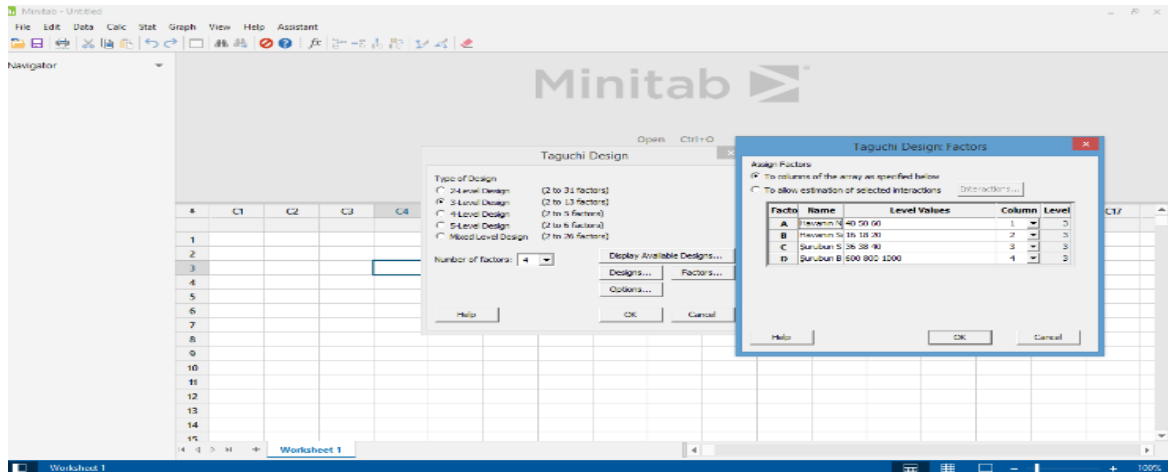 Minitab - Untitled
File Edit Data Calc Stat Graph View Help Assistant
Navigator
Minitab
Open Ctrl+O
Taguchi Design
Type of Design
2-Level Design (2 to 31 factors)
3-Level Design (2 to 13 factors)
4-Level Design (2 to 5 factors)
5-Level Design (2 to 6 factors)
Mixed Level Design (2 to 26 factors)
Number of factors: 4
Display Available Designs...
Designs... Factors...
Options...
Help OK Cancel
Taguchi Design: Factors
Assign Factors
To columns of the array as specified below
To allow estimation of selected interactions Interactions...
Facto Name Level Values Column Level
A Havanın N 40 50 60 1 3
B Havanın Sı 16 18 20 2 3
C Şurubun S 36 38 40 3 3
D Şurubun B 600 800 1000 4 3
Help OK Cancel
C1 C2 C3 C4 C17
1
2
3
4
5
6
7
8
9
10
11
12
13
14
15
Worksheet 1
Worksheet 1 100%